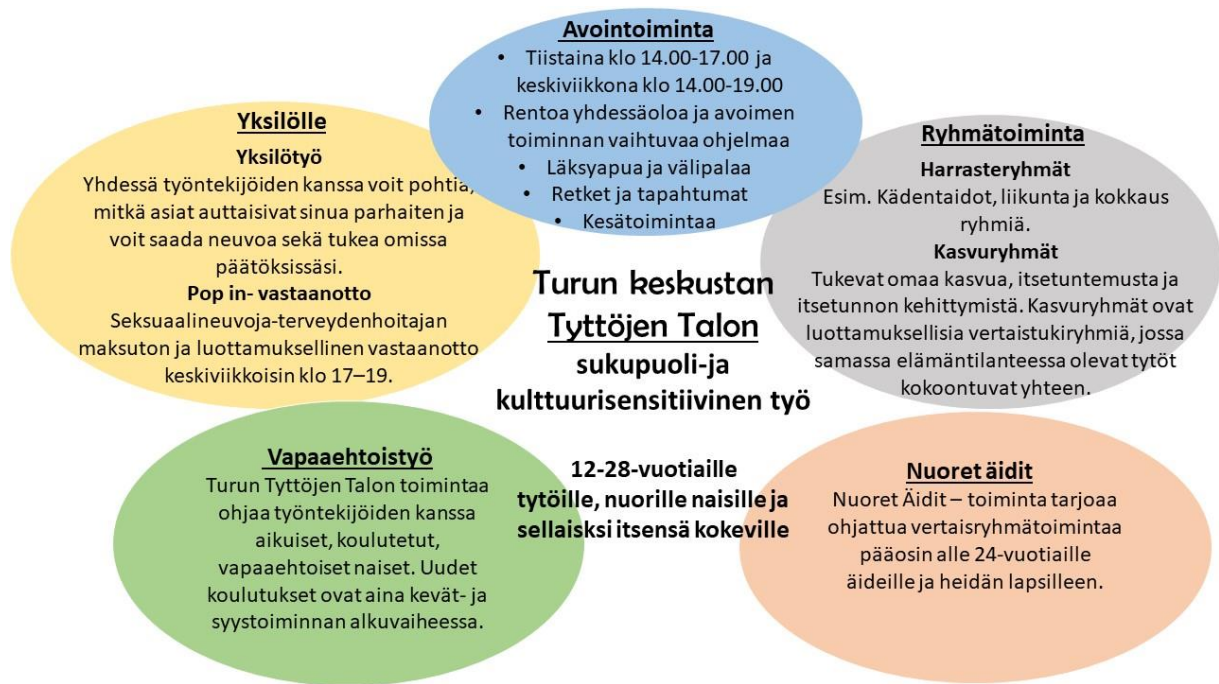 Avointoiminta
• Tiistaina klo 14.00-17.00 ja
keskiviikkona klo 14.00-19.00
• Rentoa yhdessäoloa ja avoimen
toiminnan vaihtuvaa ohjelmaa
• Läksyapua ja välipalaa
• Retket ja tapahtumat
• Kesätoimintaa
Yksilölle
Yksilötyö
Yhdessä työntekijöiden kanssa voit pohtia,
mitkä asiat auttaisivat sinua parhaiten ja
voit saada neuvoa sekä tukea omissa
päätöksissäsi.
Pop in- vastaanotto
Seksuaalineuvoja-terveydenhoitajan
maksuton ja luottamuksellinen vastaanotto
keskiviikkoisin klo 17–19.
Ryhmätoiminta
Harrasteryhmät
Esim. Kädentaidot, liikunta ja kokkaus
ryhmiä.
Kasvuryhmät
Tukevat omaa kasvua, itsetuntemusta ja
itsetunnon kehittymistä. Kasvuryhmät ovat
luottamuksellisia vertaistukiryhmiä, jossa
samassa elämäntilanteessa olevat tytöt
kokoontuvat yhteen.
Turun keskustan
Tyttöjen Talon
sukupuoli-ja
kulttuurisensitiivinen työ
12-28-vuotiaille
tytöille, nuorille naisille ja
sellaisksi itsensä kokeville
Vapaaehtoistyö
Turun Tyttöjen Talon toimintaa
ohjaa työntekijöiden kanssa
aikuiset, koulutetut,
vapaaehtoiset naiset. Uudet
koulutukset ovat aina kevät- ja
syystoiminnan alkuvaiheessa.
Nuoret äidit
Nuoret Äidit – toiminta tarjoaa
ohjattua vertaisryhmätoimintaa
pääosin alle 24-vuotiaille
äideille ja heidän lapsilleen.